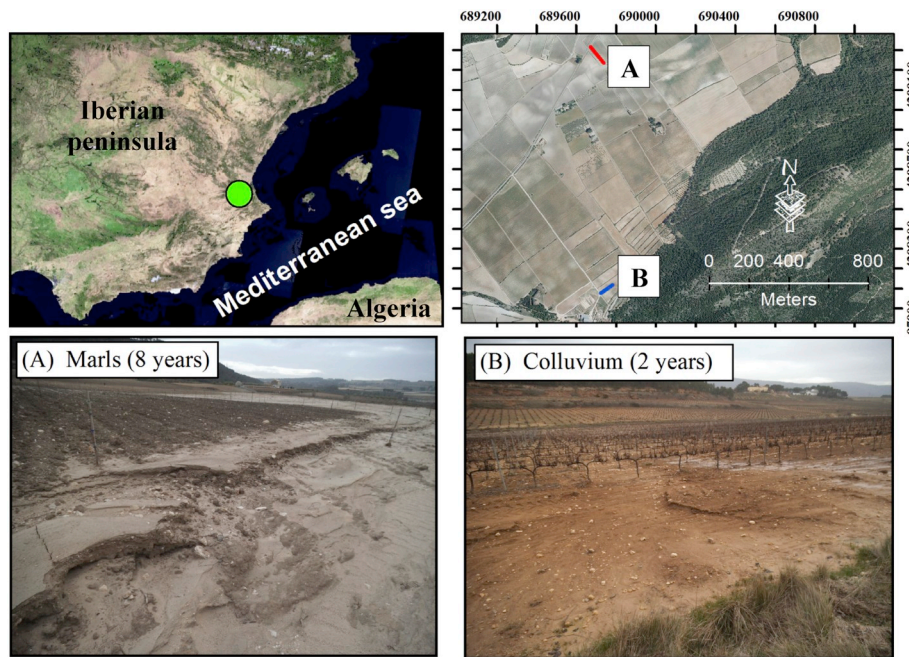 Iberian
peninsula
Mediterranean sea
Algeria
689200 689600 690000 690400 690800
A
B
N
0 200 400 800
Meters
(A) Marls (8 years)
(B) Colluvium (2 years)